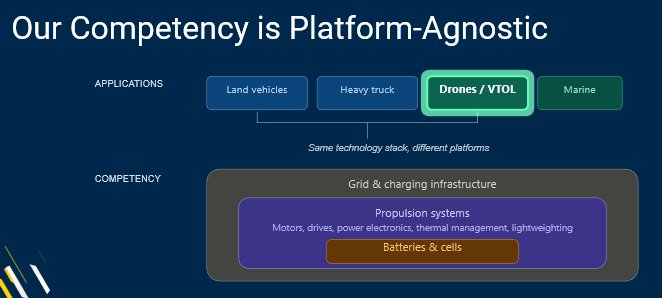 Our Competency is Platform-Agnostic
APPLICATIONS
Land vehicles
Heavy truck
Drones / VTOL
Marine
Same technology stack, different platforms
COMPETENCY
Grid & charging infrastructure
Propulsion systems
Motors, drives, power electronics, thermal management, lightweighting
Batteries & cells